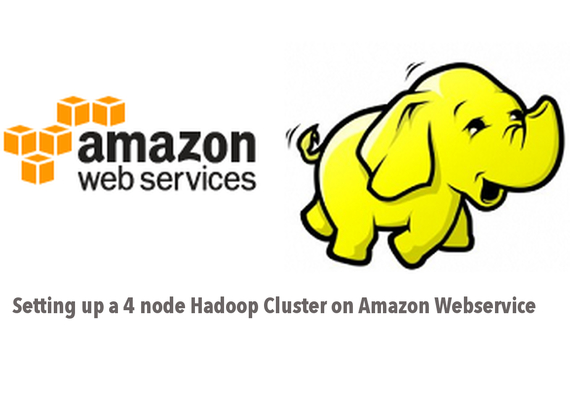 amazon
web services
Setting up a 4 node Hadoop Cluster on Amazon Webservice